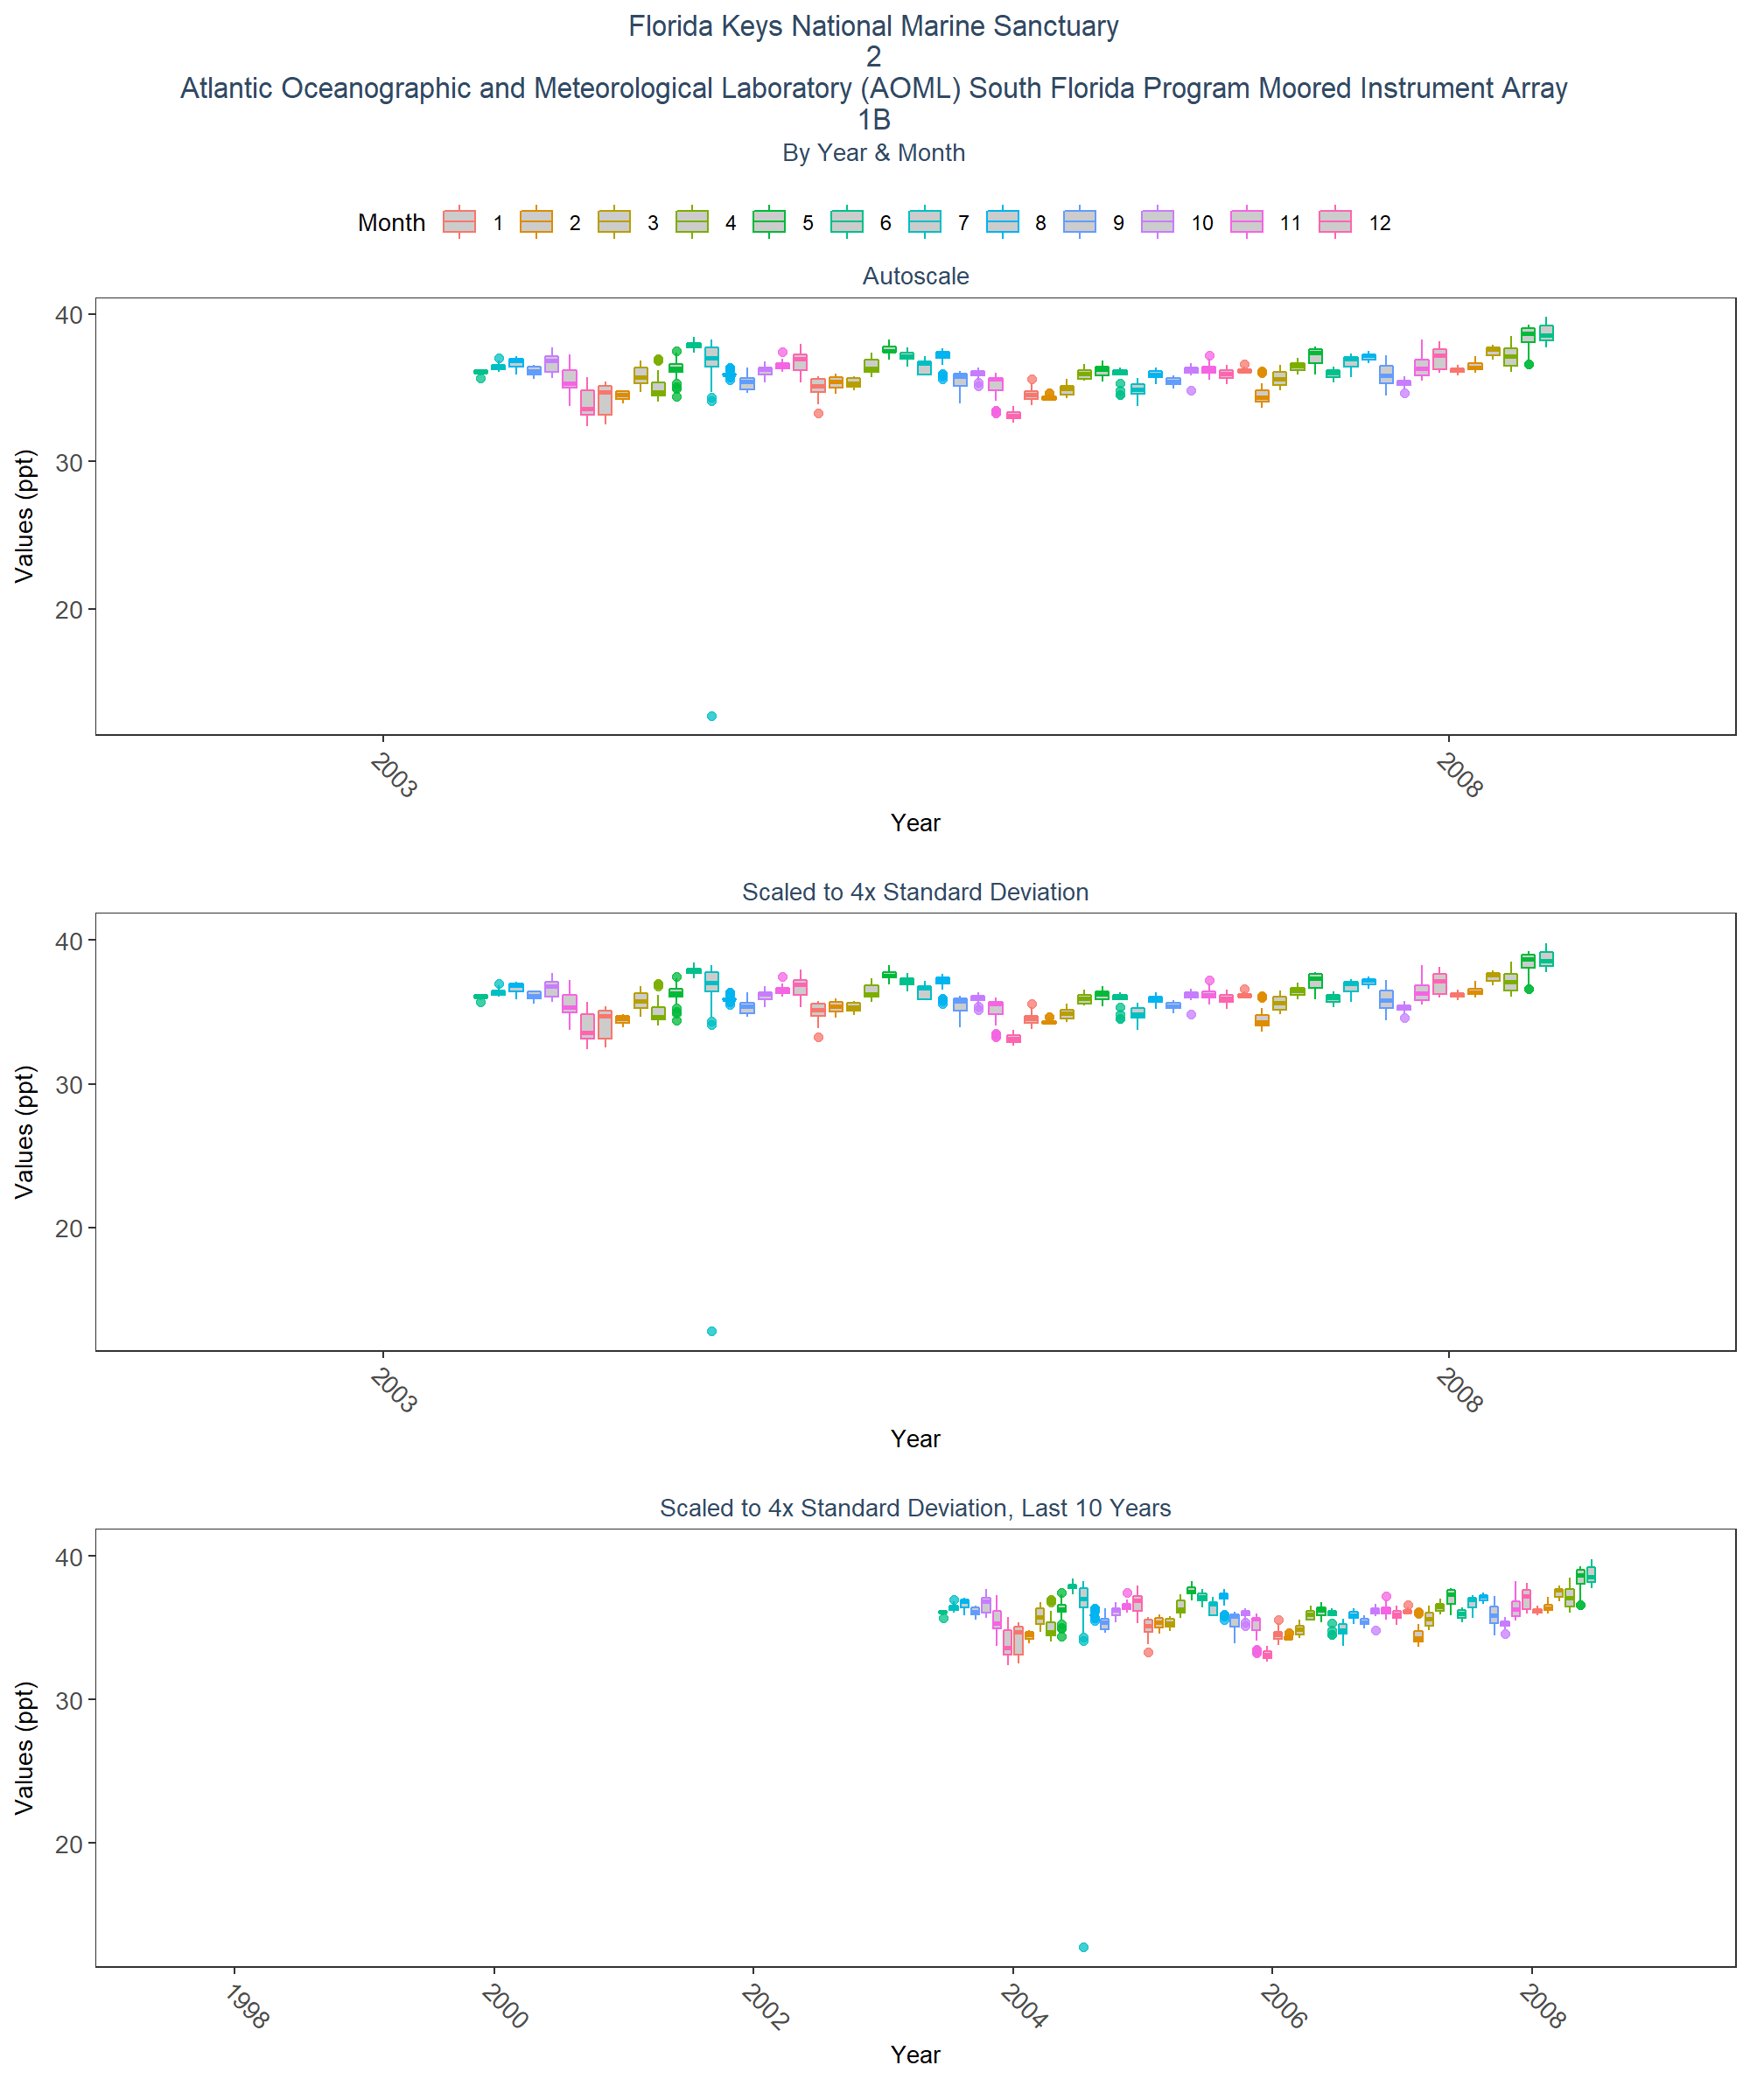 Florida Keys National Marine Sanctuary
2
Atlantic Oceanographic and Meteorological Laboratory (AOML) South Florida Program Moored Instrument Array
1B
By Year & Month
Month 1 2 3 4 5 6 7 8 9 10 11 12
Autoscale
40
30
20
Values (ppt)
2003 2008
Year
Scaled to 4x Standard Deviation
40
30
20
Values (ppt)
2003 2008
Year
Scaled to 4x Standard Deviation, Last 10 Years
40
30
20
Values (ppt)
1998 2000 2002 2004 2006 2008
Year